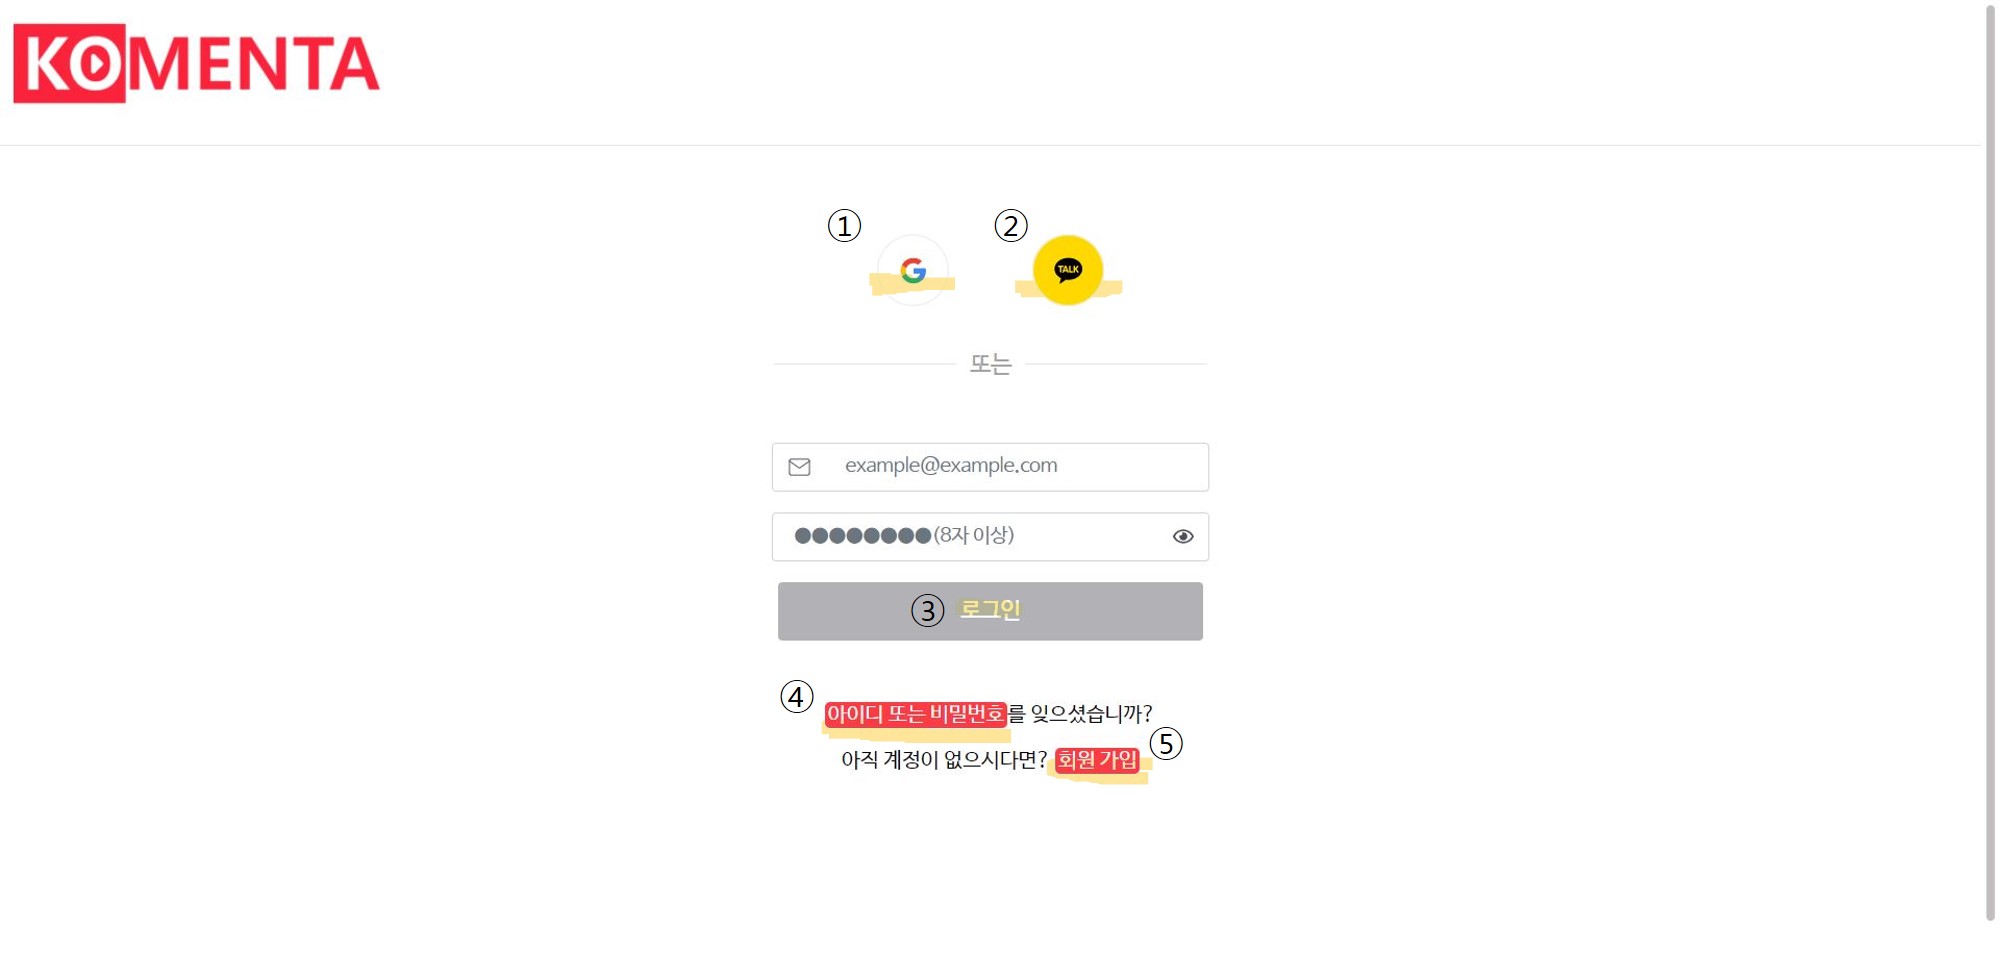 KOMENTA
① ②
G TALK
또는
example@example.com
●●●●●●●●(8자 이상)
③ 로그인
④ 아이디 또는 비밀번호를 잊으셨습니까?
아직 계정이 없으시다면? 회원 가입 ⑤